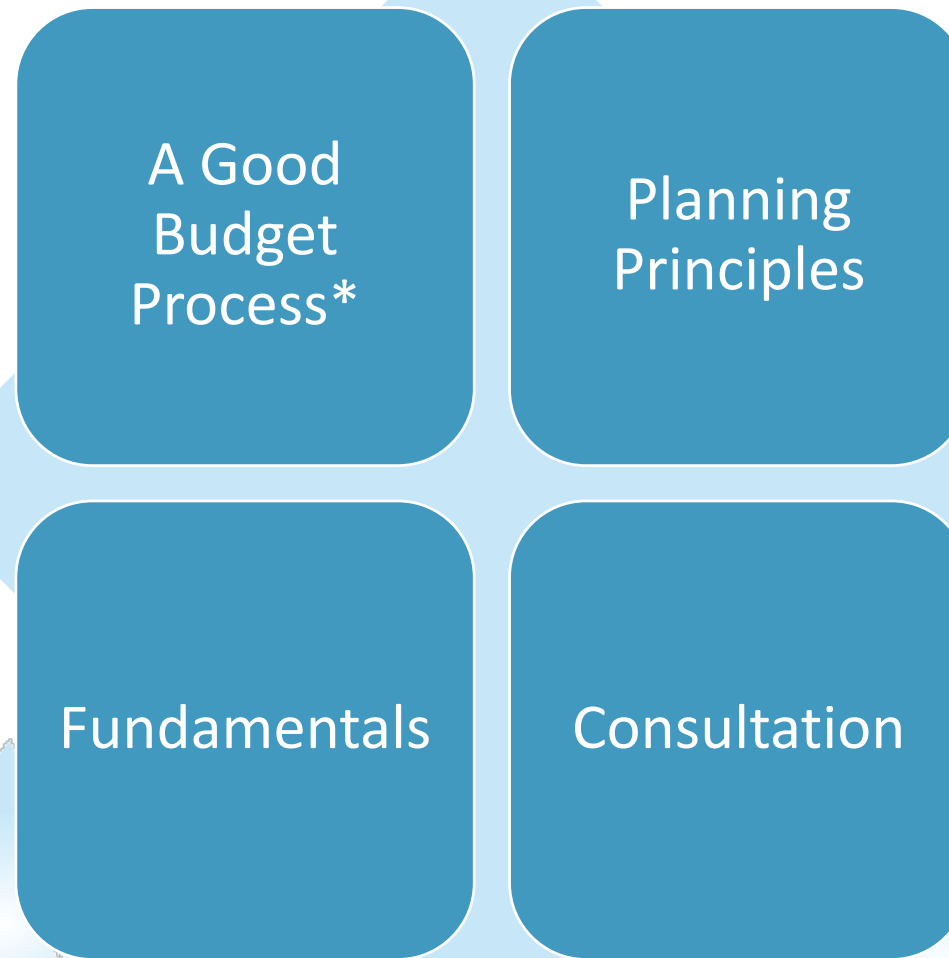 A Good
Budget
Process*
Planning
Principles
Fundamentals
Consultation